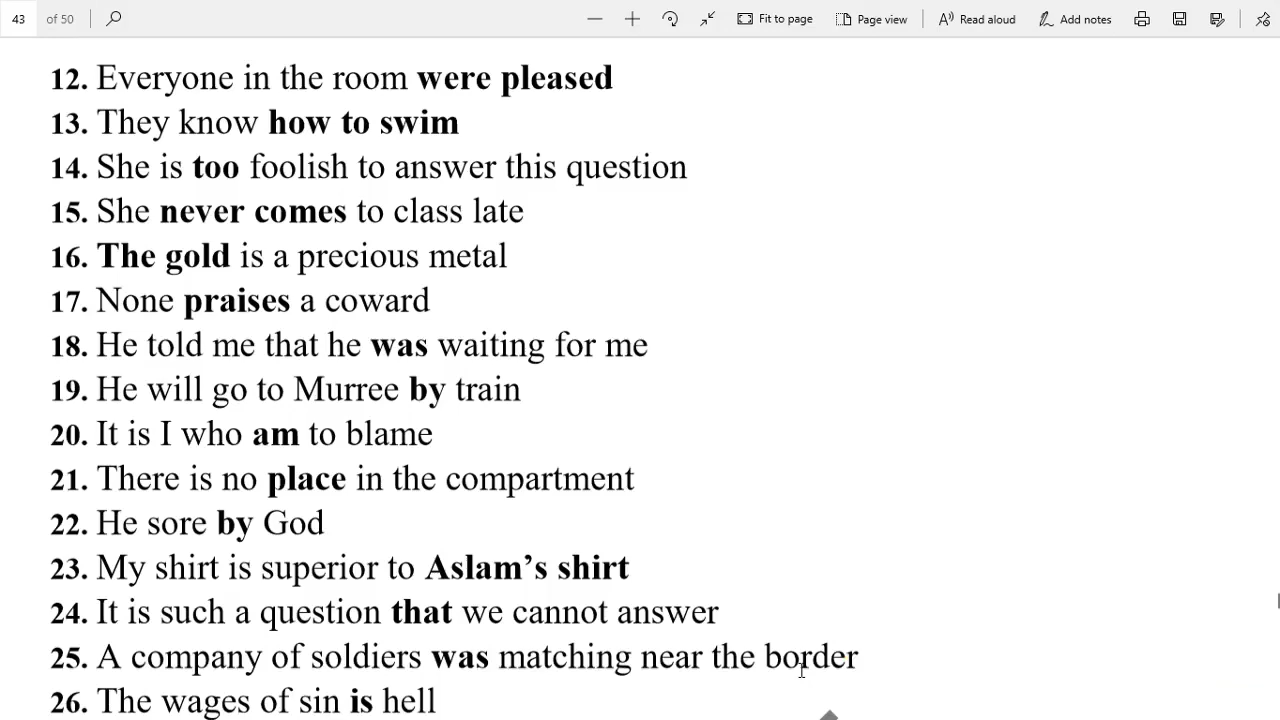 43 of 50 Fit to page Page view Read aloud Add notes
12. Everyone in the room were pleased
13. They know how to swim
14. She is too foolish to answer this question
15. She never comes to class late
16. The gold is a precious metal
17. None praises a coward
18. He told me that he was waiting for me
19. He will go to Murree by train
20. It is I who am to blame
21. There is no place in the compartment
22. He sore by God
23. My shirt is superior to Aslam’s shirt
24. It is such a question that we cannot answer
25. A company of soldiers was matching near the border
26. The wages of sin is hell